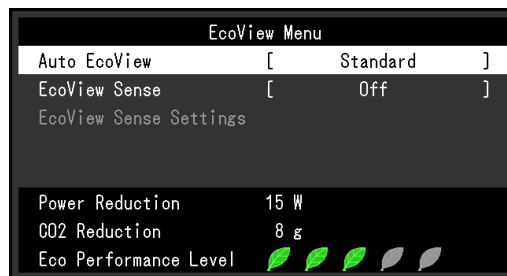 EcoView Menu
Auto EcoView [ Standard ]
EcoView Sense [ Off ]
EcoView Sense Settings
Power Reduction 15 W
CO2 Reduction 8 g
Eco Performance Level